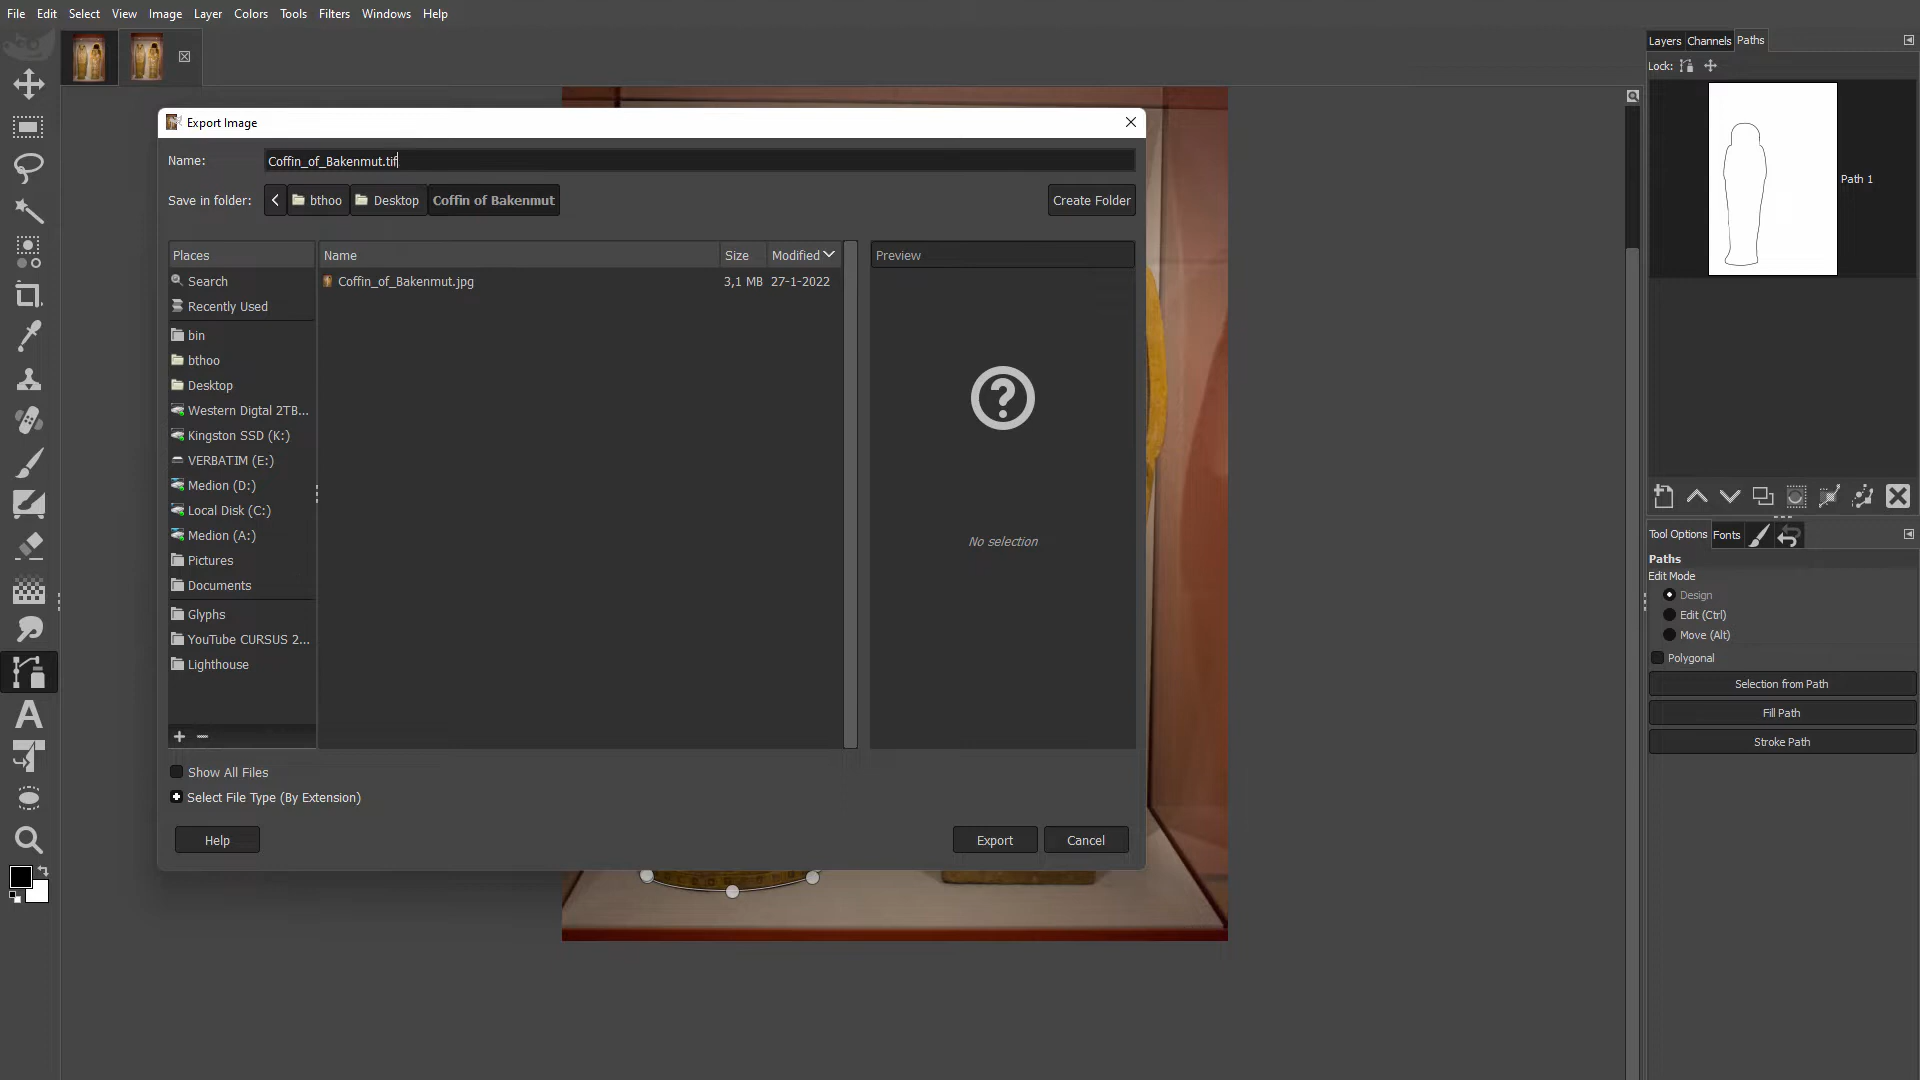 File Edit Select View Image Layer Colors Tools Filters Windows Help
Layers Channels Paths
Lock:
Path 1
Export Image
Name: Coffin_of_Bakenmut.tif
Save in folder: bthoo Desktop Coffin of Bakenmut Create Folder
Places
Search
Recently Used
bin
bthoo
Desktop
Western Digtal 2TB...
Kingston SSD (K:)
VERBATIM (E:)
Medion (D:)
Local Disk (C:)
Medion (A:)
Pictures
Documents
Glyphs
YouTube CURSUS 2...
Lighthouse
Name Size Modified
Coffin_of_Bakenmut.jpg 3,1 MB 27-1-2022
Preview
No selection
Show All Files
Select File Type (By Extension)
Help Export Cancel
Tool Options Fonts
Paths
Edit Mode
Design
Edit (Ctrl)
Move (Alt)
Polygonal
Selection from Path
Fill Path
Stroke Path